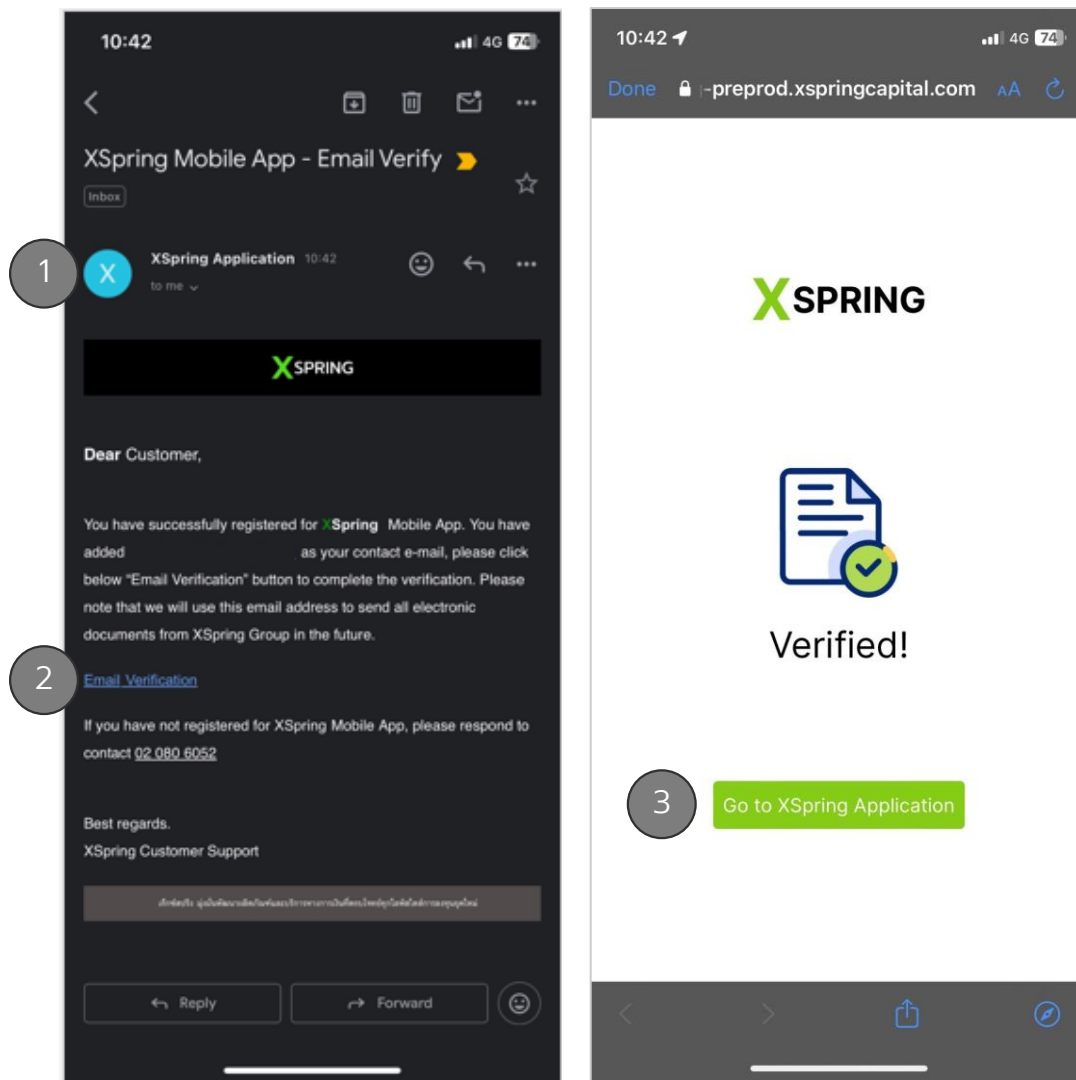 10:42
4G 74
XSpring Mobile App - Email Verify
Inbox
1
X
XSpring Application 10:42
to me
XSPRING
Dear Customer,
You have successfully registered for XSpring Mobile App. You have
added as your contact e-mail, please click
below "Email Verification" button to complete the verification. Please
note that we will use this email address to send all electronic
documents from XSpring Group in the future.
2
Email Verification
If you have not registered for XSpring Mobile App, please respond to
contact 02 080 6052
Best regards.
XSpring Customer Support
Reply
Forward
10:42
4G 74
Done
-preprod.xspringcapital.com
AA
XSPRING
Verified!
3
Go to XSpring Application